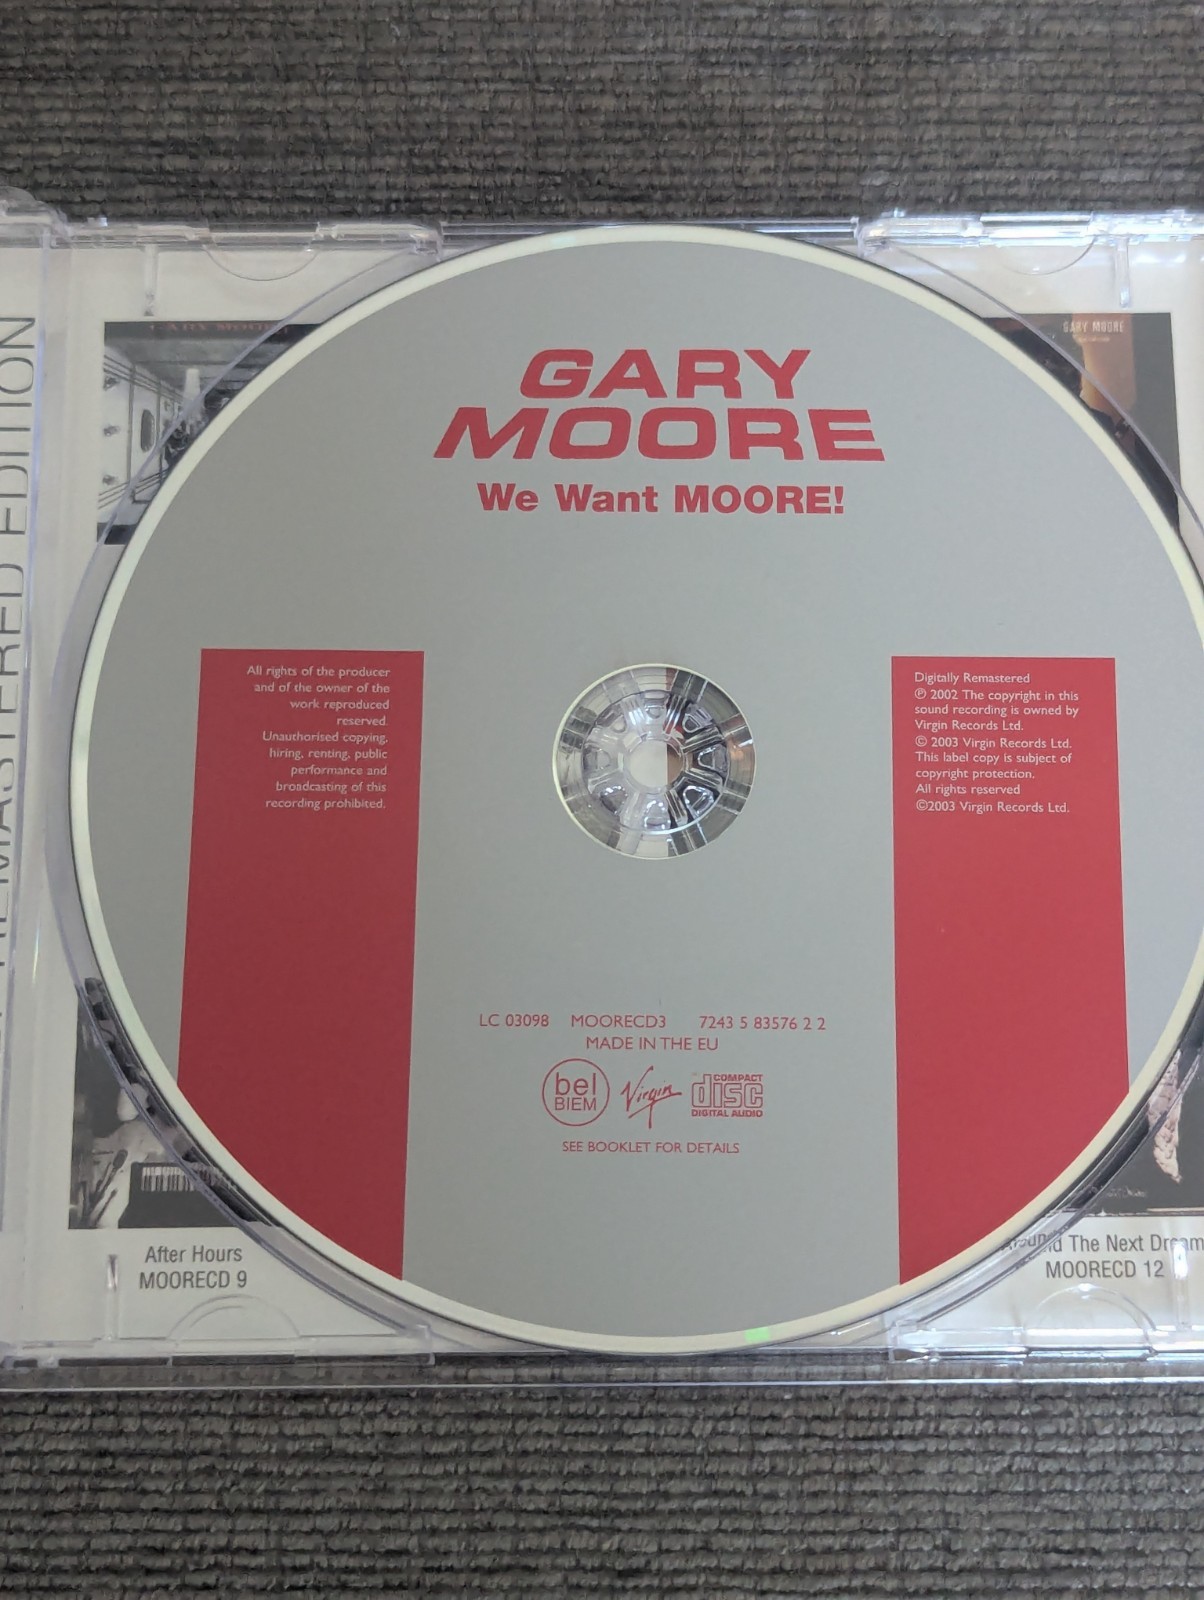 REMASTERED EDITION
GARY MOORE
GARY MOORE
GARY
MOORE
We Want MOORE!
All rights of the producer
and of the owner of the
work reproduced
reserved.
Unauthorised copying,
hiring, renting, public
performance and
broadcasting of this
recording prohibited.
Digitally Remastered
℗ 2002 The copyright in this
sound recording is owned by
Virgin Records Ltd.
© 2003 Virgin Records Ltd.
This label copy is subject of
copyright protection.
All rights reserved
©2003 Virgin Records Ltd.
LC 03098 MOORECD3 7243 5 83576 2 2
MADE IN THE EU
bel
BIEM
Virgin
COMPACT
disc
DIGITAL AUDIO
SEE BOOKLET FOR DETAILS
After Hours
MOORECD 9
The Next Dream
MOORECD 12